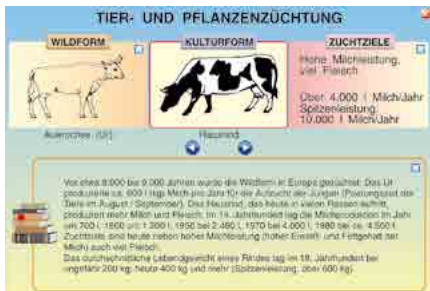 TIER- UND PFLANZENZÜCHTUNG
WILDFORM
KULTURFORM
ZUCHTZIELE
Hohe Milchleistung,
viel Fleisch
Über 4.000 l Milch/Jahr
Spitzenleistung:
10.000 l Milch/Jahr
Auerochse (Ur)
Hausrind
Vor etwa 8.000 bis 9.000 Jahren wurde die Wildform in Europa gezüchtet. Das Ur
produzierte ca. 600 l Milch pro Jahr für die Aufzucht der Jungen (Paarungszeit der
Tiere im August / September). Das Hausrind, das heute in vielen Rassen auftritt,
produziert mehr Milch und Fleisch. Im 19. Jahrhundert lag die Milchproduktion im Jahr
bei 1.200 l, 1950 bei 2.480 l, 1970 bei 4.000 l, 1980 bei ca. 4.500 l
Zuchtziele sind heute neben hoher Milchleistung (hoher Eiweiß- und Fettgehalt der
Milch) auch viel Fleisch.
Das durchschnittliche Lebendgewicht eines Rindes lag im 18. Jahrhundert bei
ungefähr 200 kg, heute 400 kg und mehr (Spitzenleistung: über 600 kg).